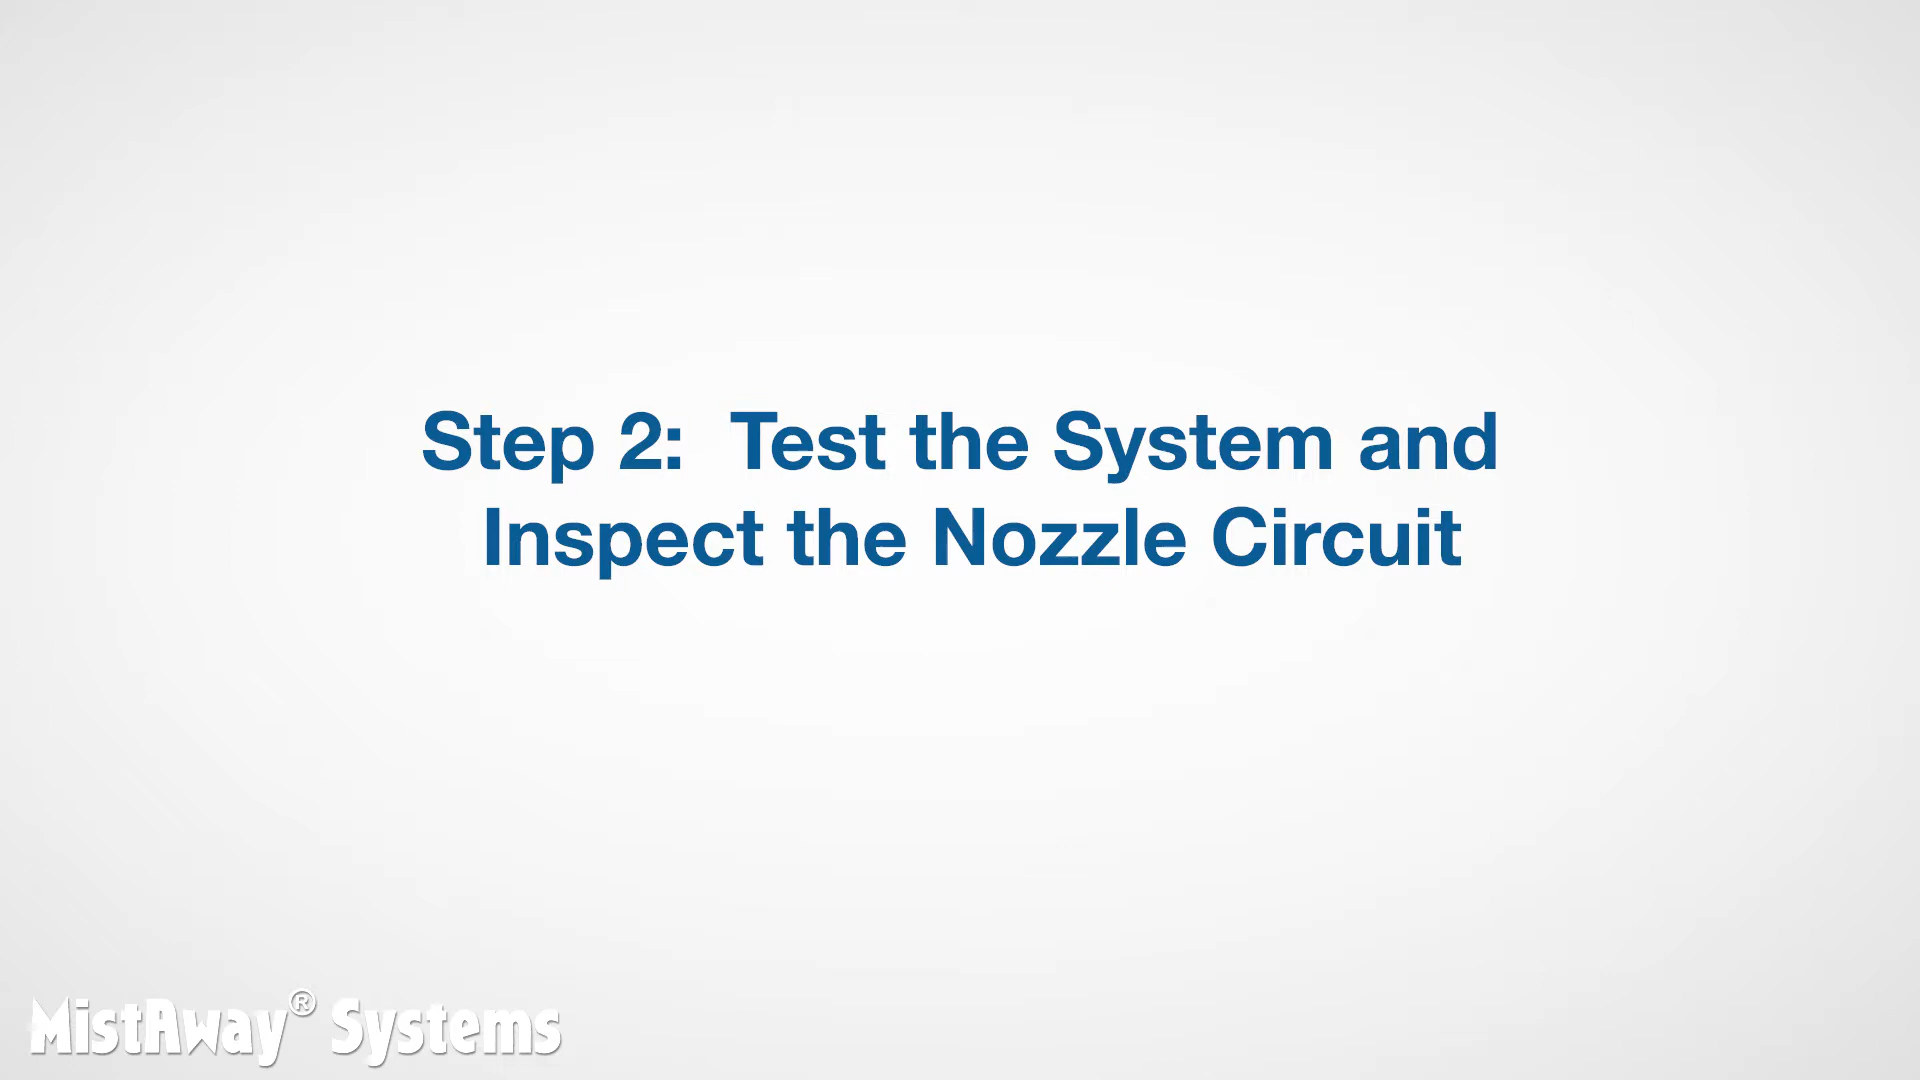 Step 2: Test the System and
Inspect the Nozzle Circuit
MistAway® Systems